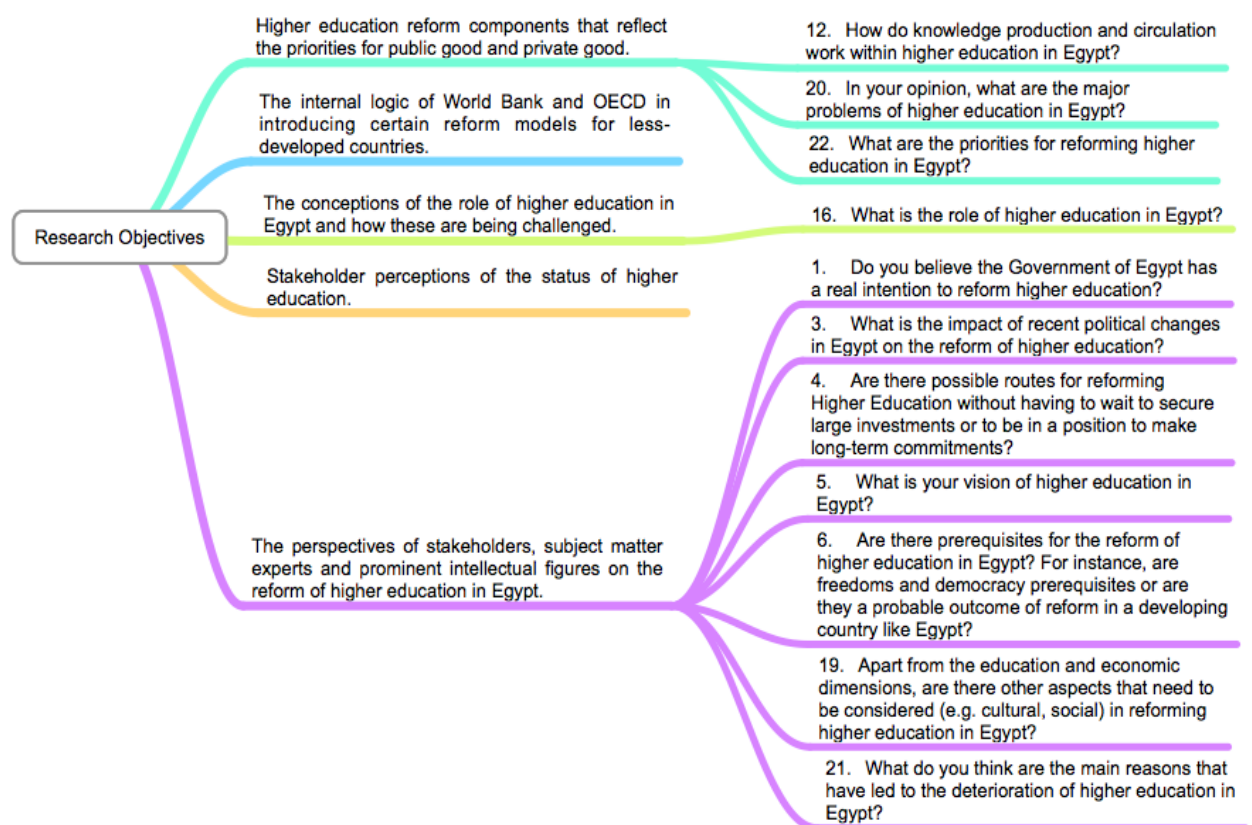 Research Objectives
Higher education reform components that reflect
the priorities for public good and private good.
12. How do knowledge production and circulation
work within higher education in Egypt?
20. In your opinion, what are the major
problems of higher education in Egypt?
22. What are the priorities for reforming higher
education in Egypt?
The internal logic of World Bank and OECD in
introducing certain reform models for less-
developed countries.
The conceptions of the role of higher education in
Egypt and how these are being challenged.
16. What is the role of higher education in Egypt?
Stakeholder perceptions of the status of higher
education.
The perspectives of stakeholders, subject matter
experts and prominent intellectual figures on the
reform of higher education in Egypt.
1. Do you believe the Government of Egypt has
a real intention to reform higher education?
3. What is the impact of recent political changes
in Egypt on the reform of higher education?
4. Are there possible routes for reforming
Higher Education without having to wait to secure
large investments or to be in a position to make
long-term commitments?
5. What is your vision of higher education in
Egypt?
6. Are there prerequisites for the reform of
higher education in Egypt? For instance, are
freedoms and democracy prerequisites or are
they a probable outcome of reform in a developing
country like Egypt?
19. Apart from the education and economic
dimensions, are there other aspects that need to
be considered (e.g. cultural, social) in reforming
higher education in Egypt?
21. What do you think are the main reasons that
have led to the deterioration of higher education in
Egypt?